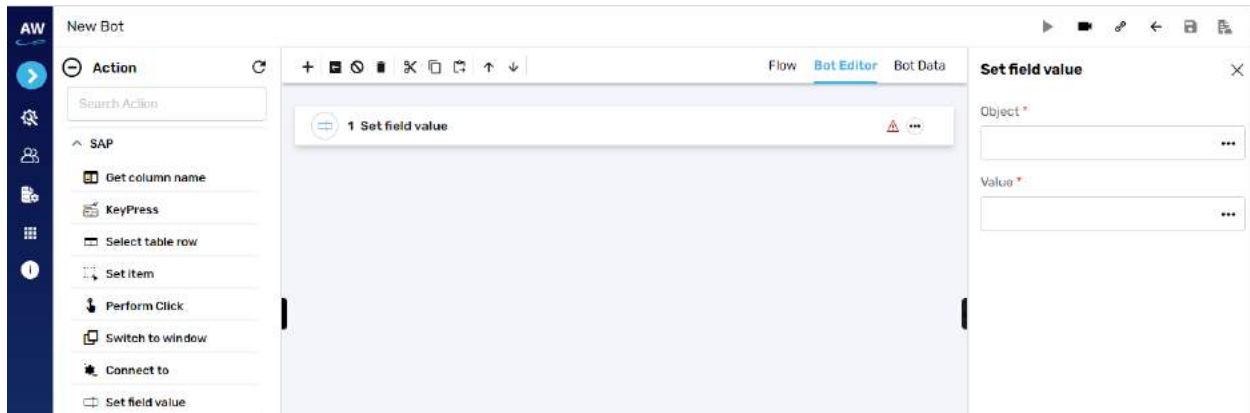 AW
New Bot
Action
Flow
Bot Editor
Bot Data
Set field value
Search Action
1 Set field value
Object *
SAP
Get column name
Value *
KeyPress
Select table row
Set item
Perform Click
Switch to window
Connect to
Set field value